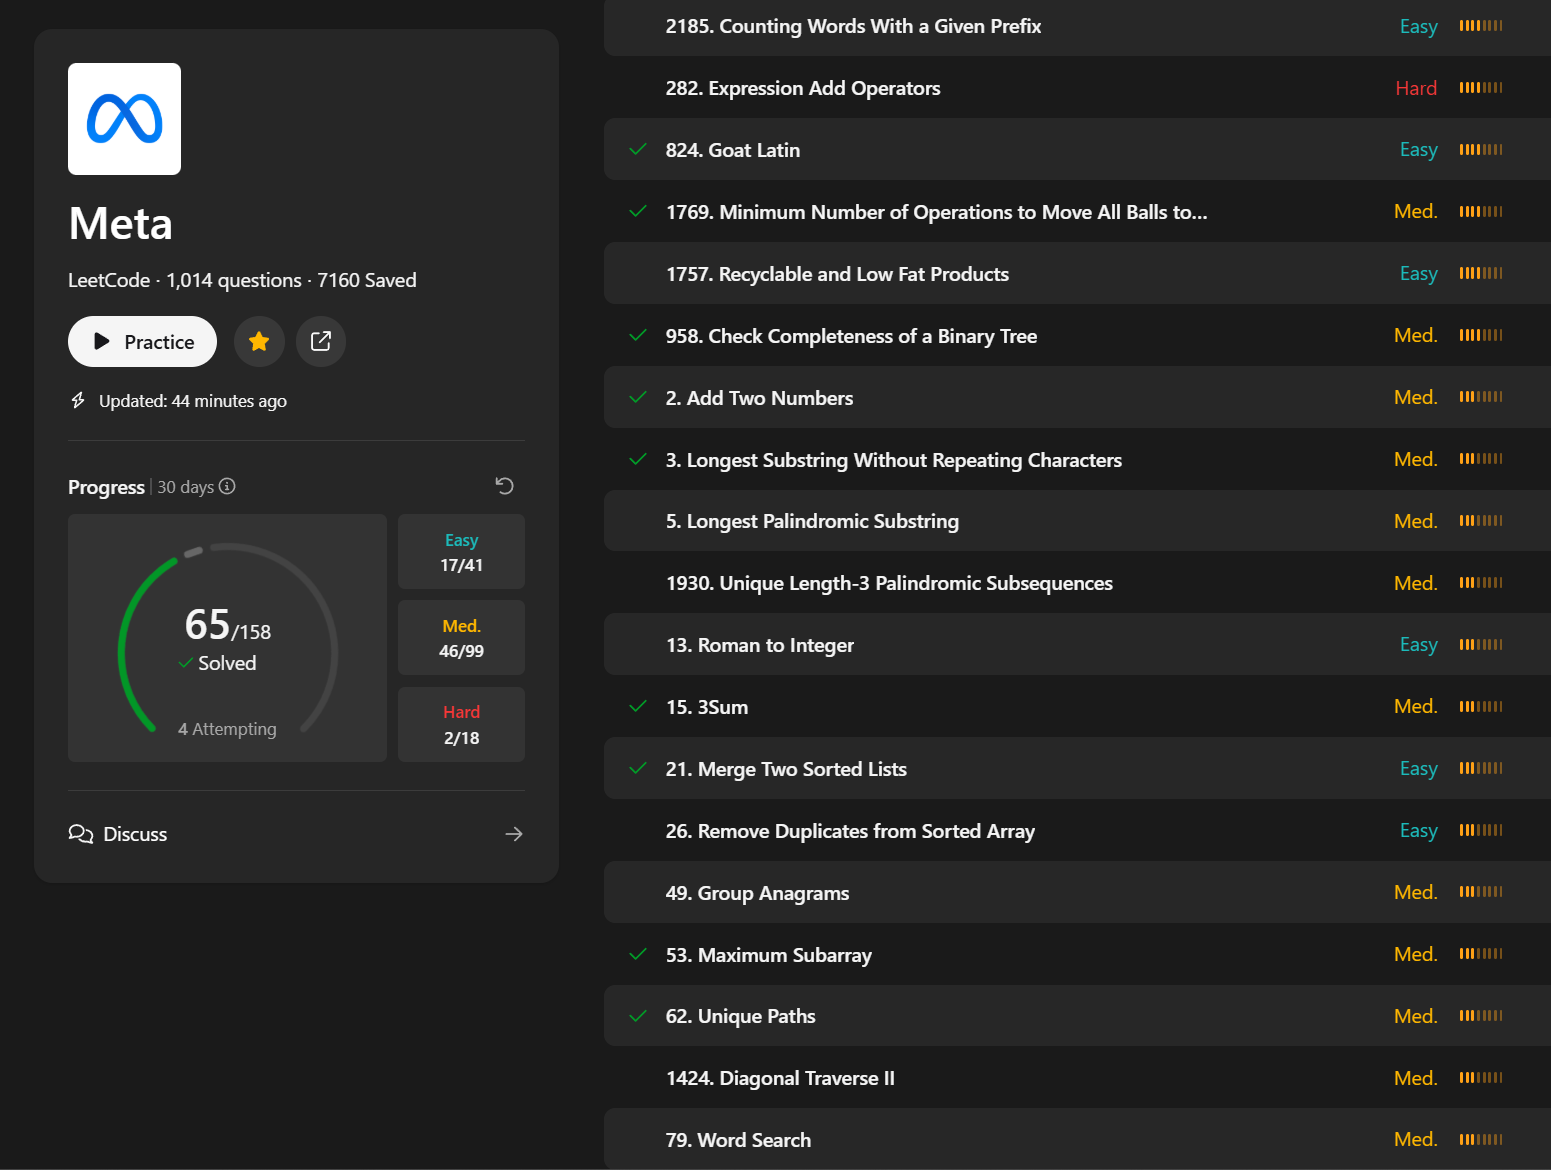 Meta
LeetCode · 1,014 questions · 7160 Saved
Practice
Updated: 44 minutes ago
Progress | 30 days
65/158
Solved
4 Attempting
Easy
17/41
Med.
46/99
Hard
2/18
Discuss
2185. Counting Words With a Given Prefix Easy
282. Expression Add Operators Hard
824. Goat Latin Easy
1769. Minimum Number of Operations to Move All Balls to... Med.
1757. Recyclable and Low Fat Products Easy
958. Check Completeness of a Binary Tree Med.
2. Add Two Numbers Med.
3. Longest Substring Without Repeating Characters Med.
5. Longest Palindromic Substring Med.
1930. Unique Length-3 Palindromic Subsequences Med.
13. Roman to Integer Easy
15. 3Sum Med.
21. Merge Two Sorted Lists Easy
26. Remove Duplicates from Sorted Array Easy
49. Group Anagrams Med.
53. Maximum Subarray Med.
62. Unique Paths Med.
1424. Diagonal Traverse II Med.
79. Word Search Med.